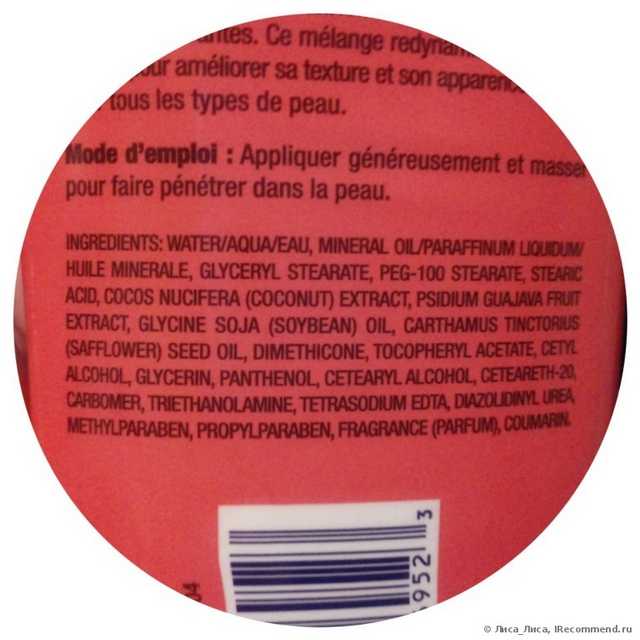 Ce mélange
améliorer sa texture et son
tous les types de peau.
Mode d'emploi : Appliquer généreusement et masser
pour faire pénétrer dans la peau.
INGREDIENTS: WATER/AQUA/EAU, MINERAL OIL/PARAFFINUM LIQUIDUM/
HUILE MINERALE, GLYCERYL STEARATE, PEG-100 STEARATE, STEARIC
ACID, COCOS NUCIFERA (COCONUT) EXTRACT, PSIDIUM GUAJAVA FRUIT
EXTRACT, GLYCINE SOJA (SOYBEAN) OIL, CARTHAMUS TINCTORIUS
(SAFFLOWER) SEED OIL, DIMETHICONE, TOCOPHERYL ACETATE, CETYL
ALCOHOL, GLYCERIN, PANTHENOL, CETEARYL ALCOHOL, CETEARETH-20,
CARBOMER, TRIETHANOLAMINE, TETRASODIUM EDTA, DIAZOLIDINYL UREA,
METHYLPARABEN, PROPYLPARABEN, FRAGRANCE (PARFUM), COUMARIN.
952 3
© Лиса_Лиса, IRecommend.ru